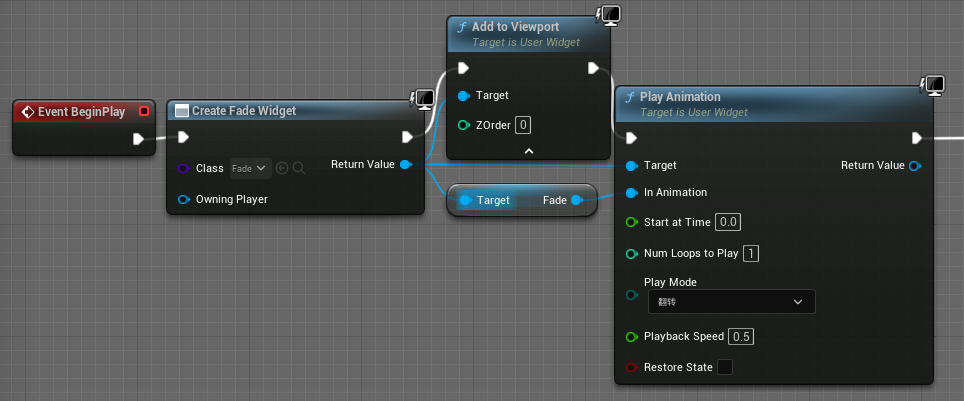 Event BeginPlay
Create Fade Widget
Class Fade
Return Value
Owning Player
Add to Viewport
Target is User Widget
Target
ZOrder 0
Target Fade
Play Animation
Target is User Widget
Target Return Value
In Animation
Start at Time 0.0
Num Loops to Play 1
Play Mode
翻转
Playback Speed 0.5
Restore State